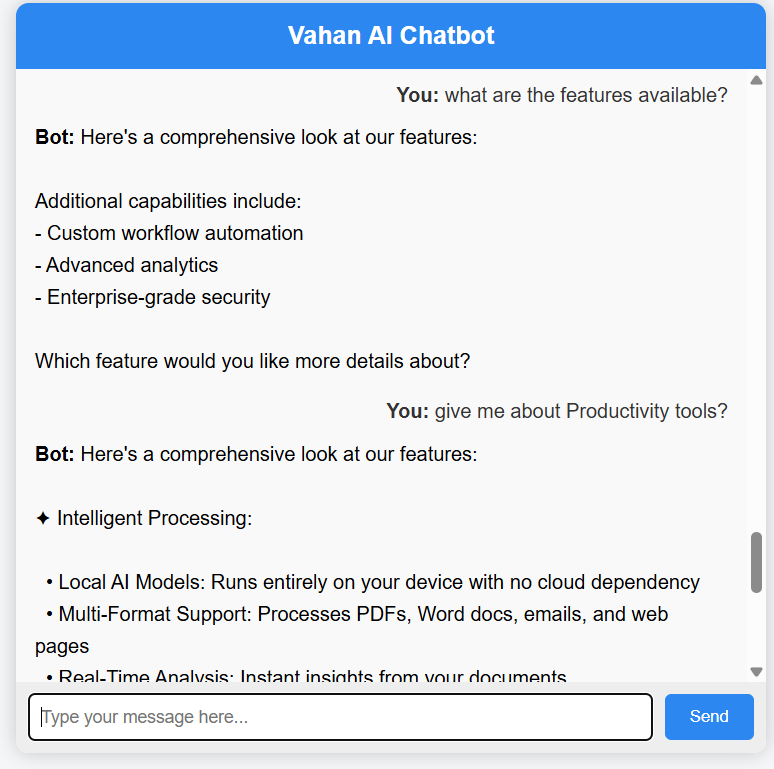 Vahan AI Chatbot
You: what are the features available?
Bot: Here's a comprehensive look at our features:
Additional capabilities include:
- Custom workflow automation
- Advanced analytics
- Enterprise-grade security
Which feature would you like more details about?
You: give me about Productivity tools?
Bot: Here's a comprehensive look at our features:
✦ Intelligent Processing:
• Local AI Models: Runs entirely on your device with no cloud dependency
• Multi-Format Support: Processes PDFs, Word docs, emails, and web
pages
• Real-Time Analysis: Instant insights from your documents
Type your message here...
Send